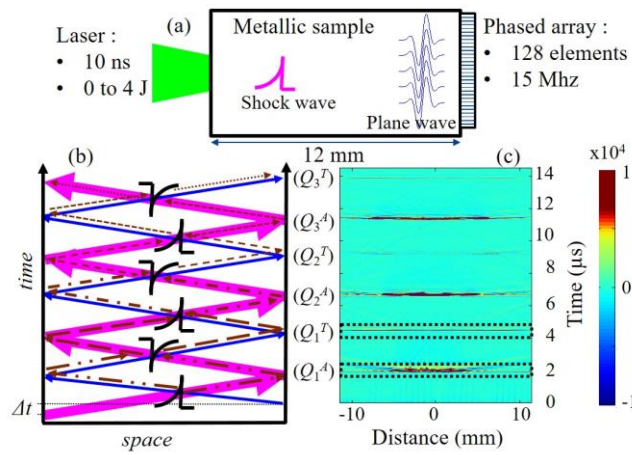 (a)
Laser :
• 10 ns
• 0 to 4 J
Metallic sample
Shock wave
Plane wave
Phased array :
• 128 elements
• 15 Mhz
12 mm
(b)
time
Δt
space
(Q₃ᵀ)
(Q₃ᴬ)
(Q₂ᵀ)
(Q₂ᴬ)
(Q₁ᵀ)
(Q₁ᴬ)
(c)
14
12
10
8
6
4
2
0
Time (µs)
-10
0
10
Distance (mm)
x10⁴
1
0
-1